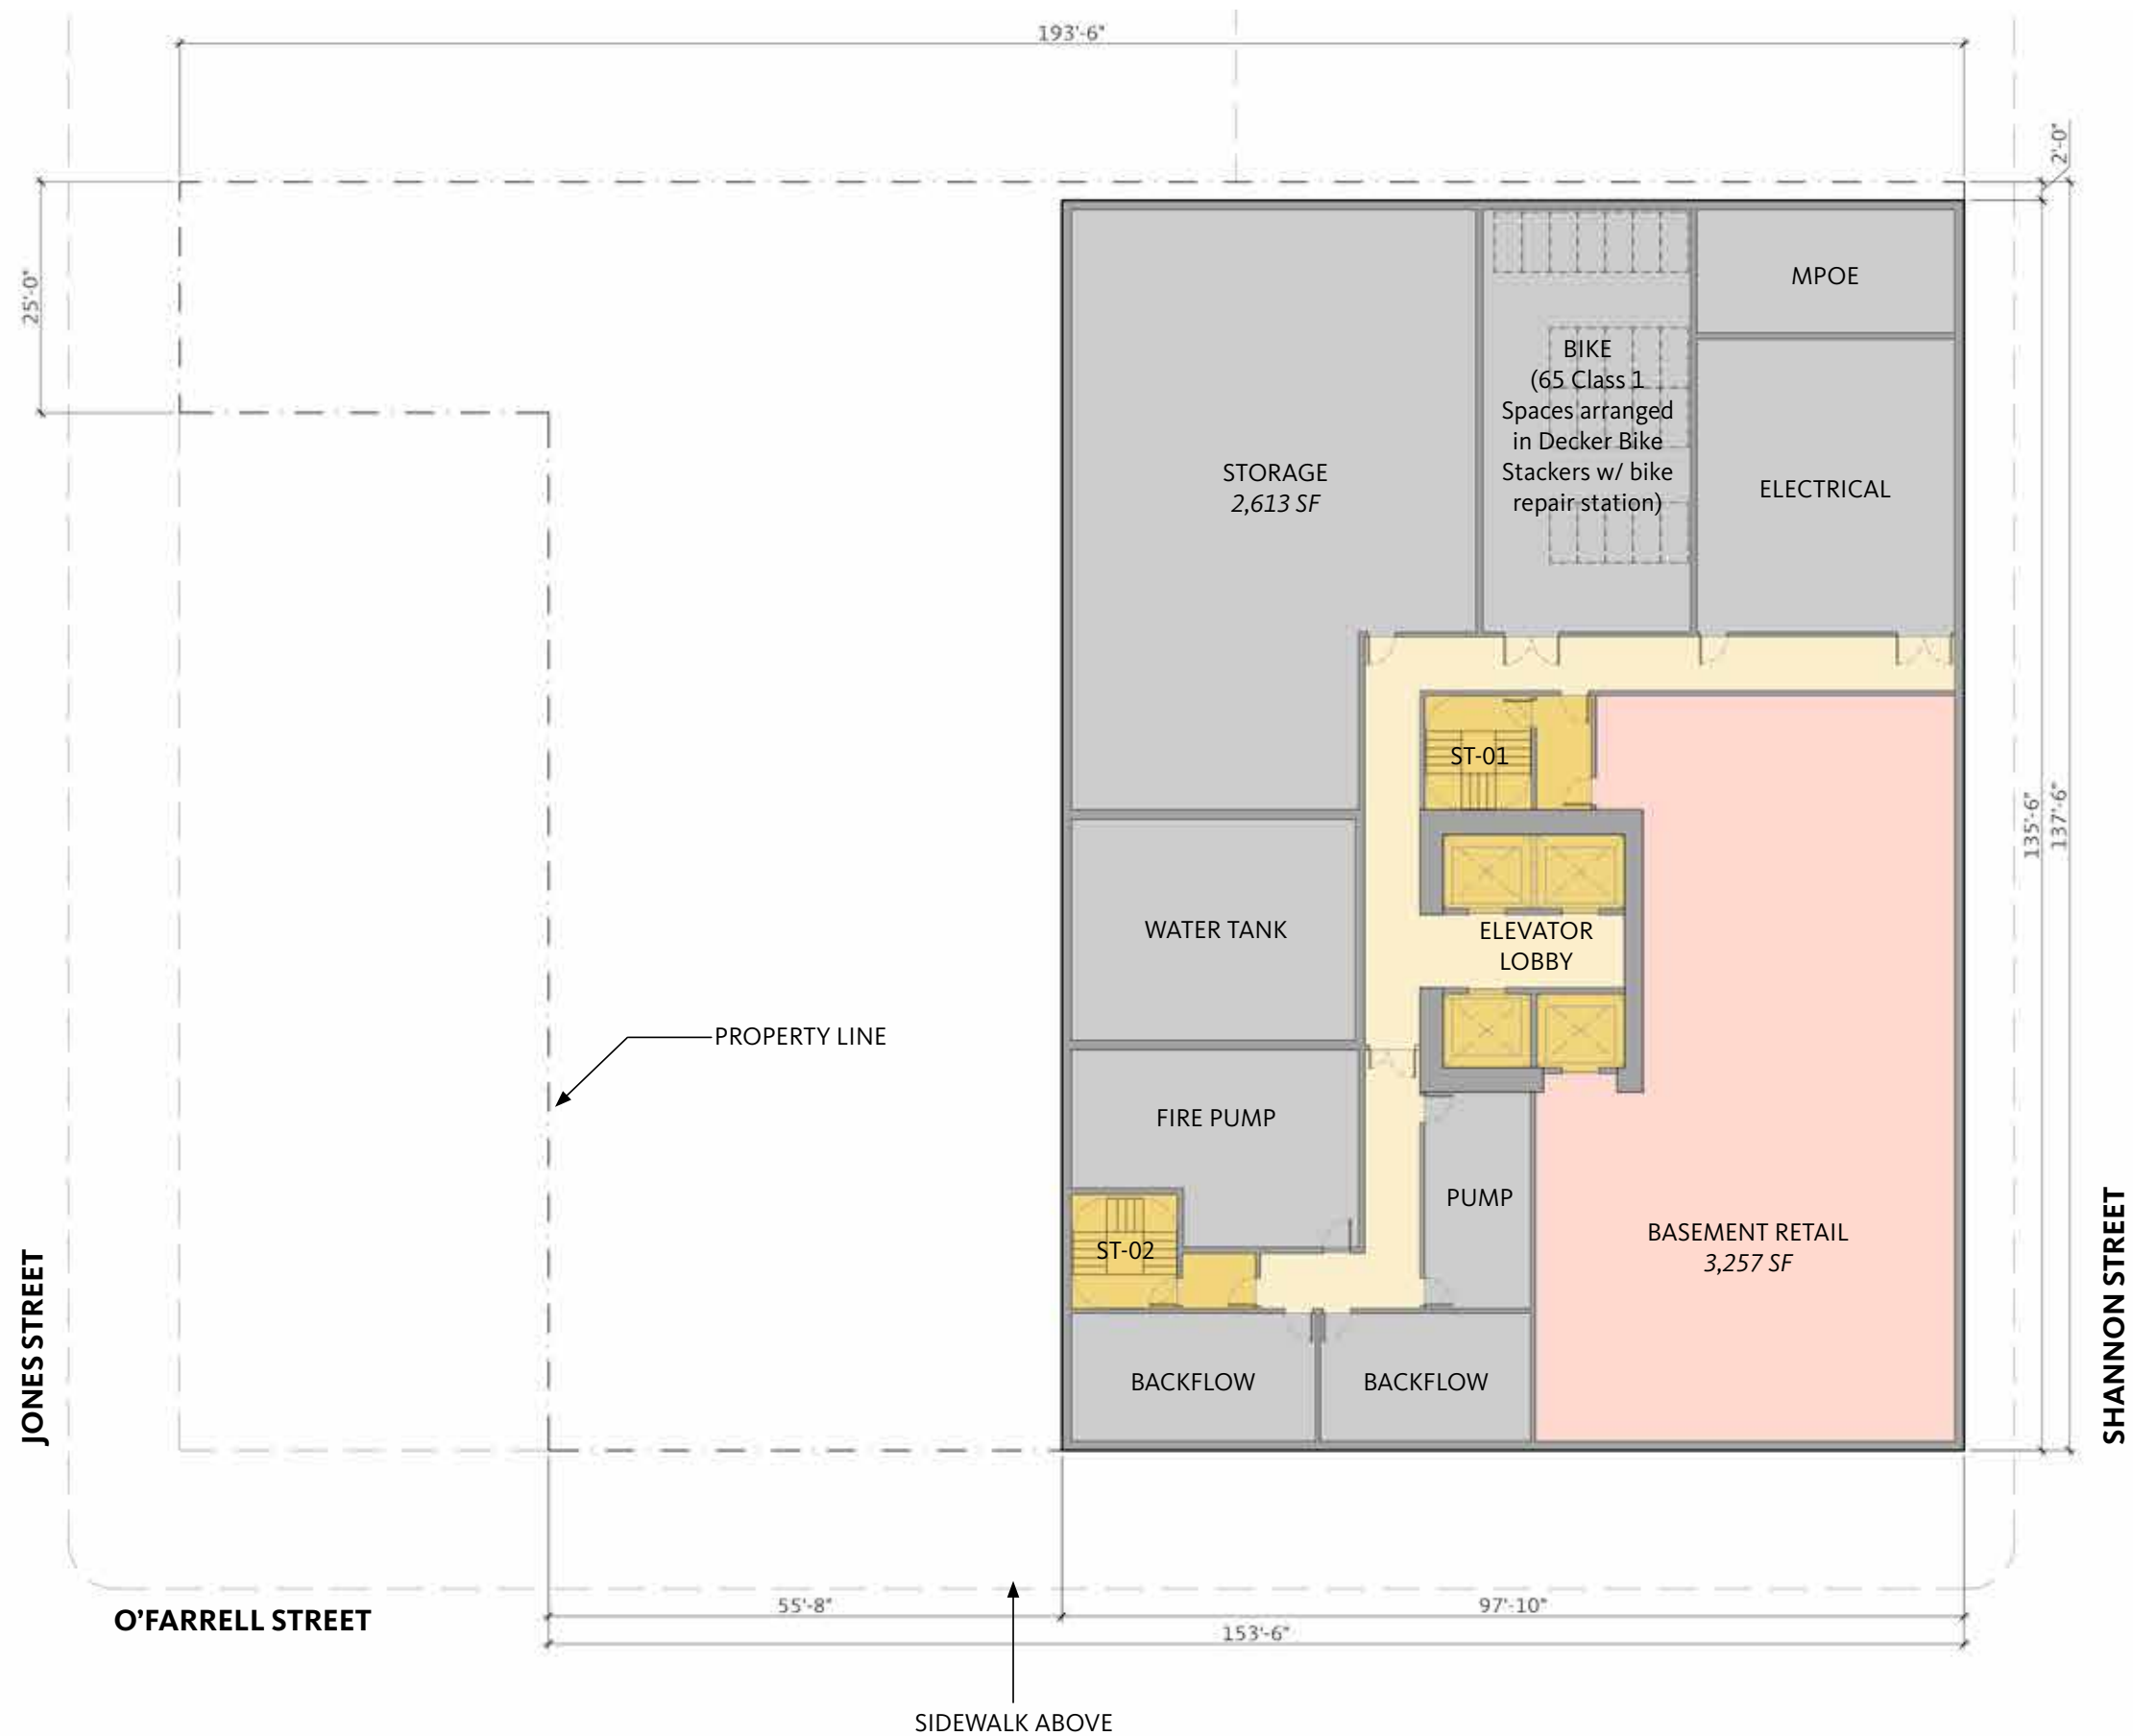 193'-6"
2'-0"
25'-0"
MPOE
BIKE
(65 Class 1
Spaces arranged
in Decker Bike
Stackers w/ bike
repair station)
STORAGE
2,613 SF
ELECTRICAL
ST-01
135'-6"
137'-6"
WATER TANK
ELEVATOR
LOBBY
PROPERTY LINE
FIRE PUMP
PUMP
ST-02
BASEMENT RETAIL
3,257 SF
JONES STREET
SHANNON STREET
BACKFLOW
BACKFLOW
55'-8"
97'-10"
O'FARRELL STREET
153'-6"
SIDEWALK ABOVE